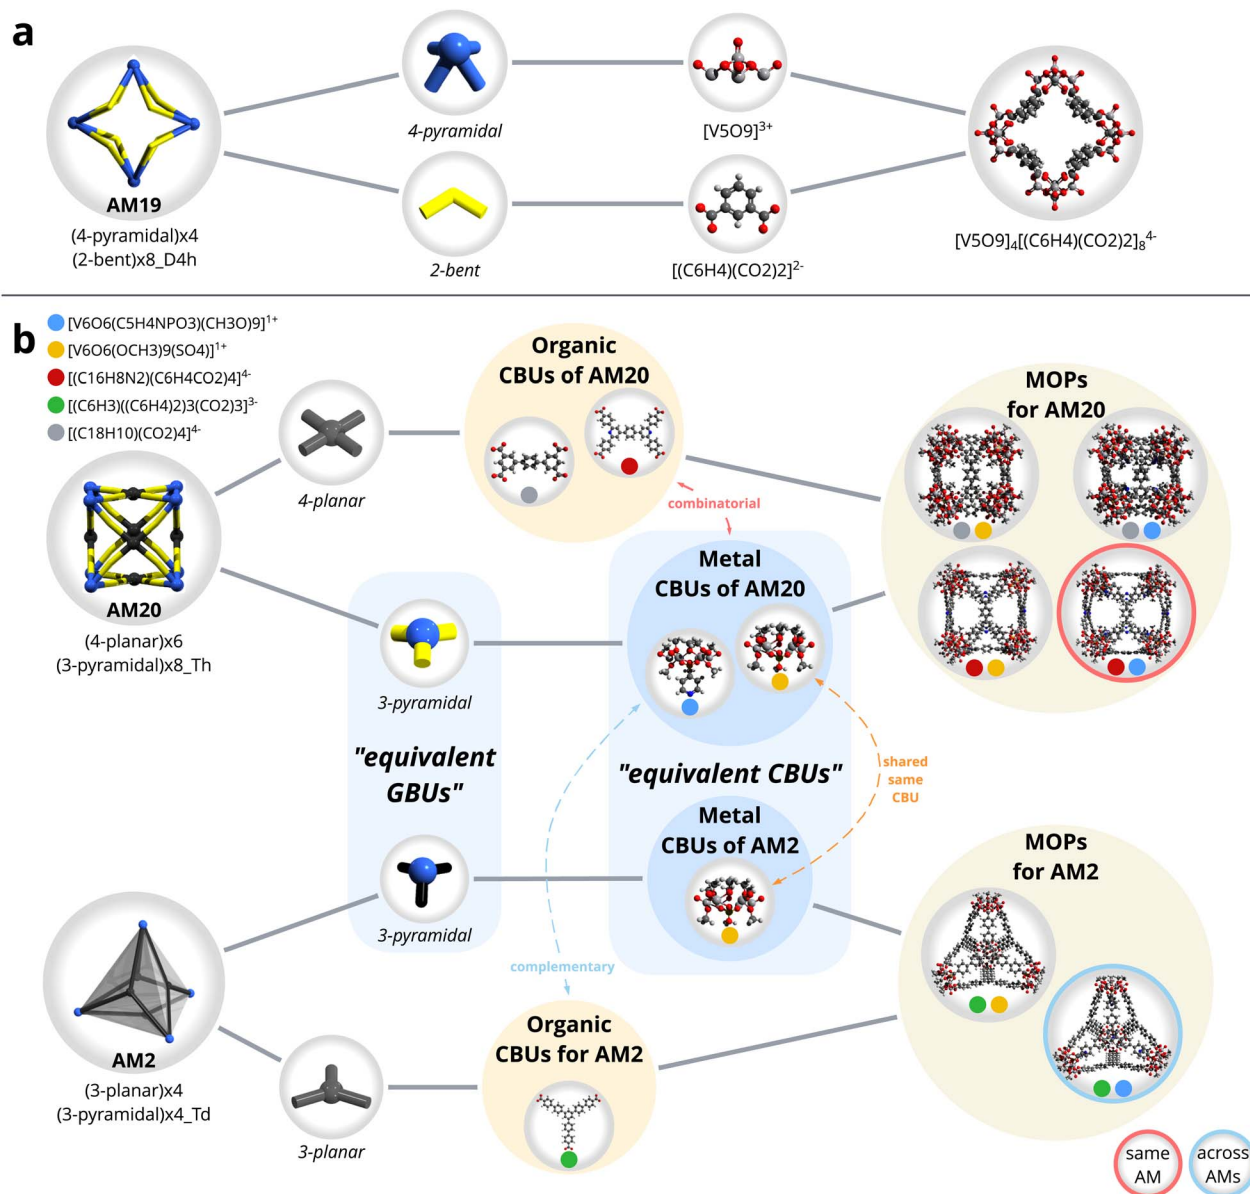 a
AM19
(4-pyramidal)x4
(2-bent)x8_D4h
4-pyramidal
2-bent
[V5O9]3+
[(C6H4)(CO2)2]2-
[V5O9]4[(C6H4)(CO2)2]84-
b
[V6O6(C5H4NPO3)(CH3O)9]1+
[V6O6(OCH3)9(SO4)]1+
[(C16H8N2)(C6H4CO2)4]4-
[(C6H3)((C6H4)2)3(CO2)3]3-
[(C18H10)(CO2)4]4-
AM20
(4-planar)x6
(3-pyramidal)x8_Th
4-planar
3-pyramidal
Organic
CBUs of AM20
combinatorial
Metal
CBUs of AM20
MOPs
for AM20
"equivalent
GBUs"
"equivalent CBUs"
shared
same
CBU
3-pyramidal
Metal
CBUs of AM2
complementary
AM2
(3-planar)x4
(3-pyramidal)x4_Td
3-planar
Organic
CBUs for AM2
MOPs
for AM2
same
AM
across
AMs